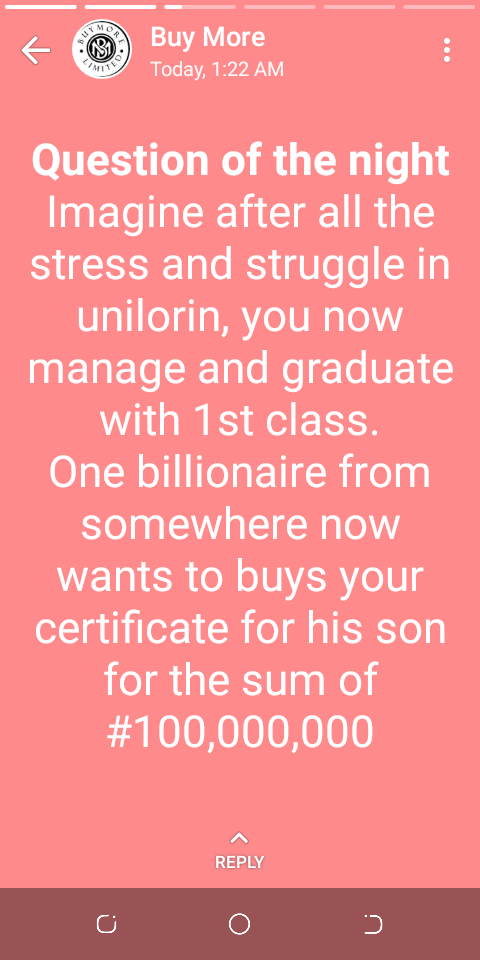 Buy More
Today, 1:22 AM
BUYMORE
LIMITED
Question of the night
Imagine after all the
stress and struggle in
unilorin, you now
manage and graduate
with 1st class.
One billionaire from
somewhere now
wants to buys your
certificate for his son
for the sum of
#100,000,000
REPLY